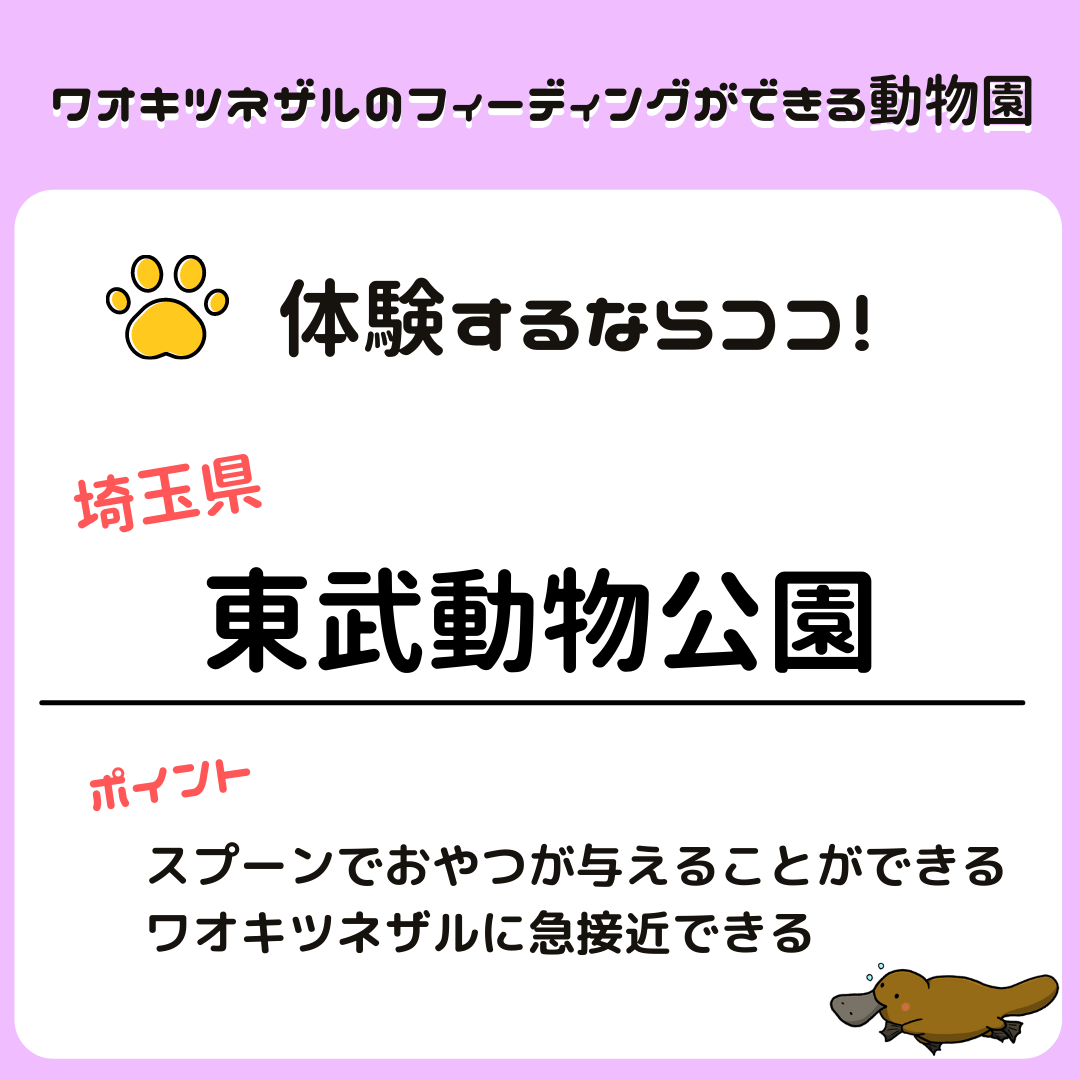 ワオキツネザルのフィーディングができる動物園
体験するならココ!
埼玉県
東武動物公園
ポイント
スプーンでおやつが与えることができる
ワオキツネザルに急接近できる